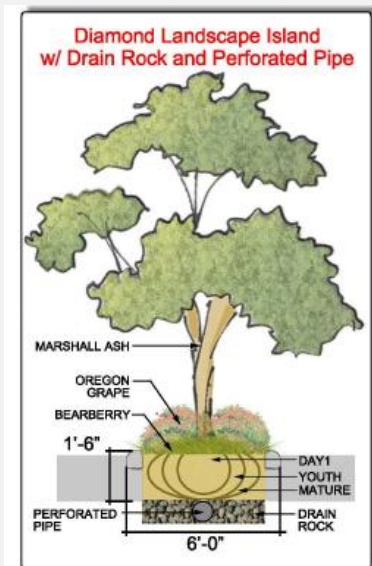 Diamond Landscape Island
w/ Drain Rock and Perforated Pipe
MARSHALL ASH
OREGON
GRAPE
BEARBERRY
1'-6"
DAY1
YOUTH
MATURE
PERFORATED
PIPE
DRAIN
ROCK
6'-0"